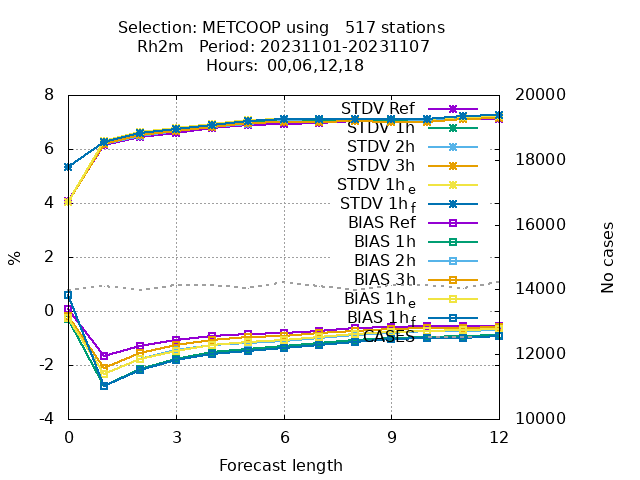 Selection: METCOOP using 517 stations
Rh2m Period: 20231101-20231107
Hours: 00,06,12,18
8 20000
STDV Ref
STDV 1h
STDV 2h
6 18000
STDV 3h
STDV 1he
STDV 1hf
4 16000
BIAS Ref
BIAS 1h
% No cases
2 BIAS 2h
BIAS 3h
14000
BIAS 1he
0 BIAS 1hf
CASES
-2 12000
-4 10000
0 3 6 9 12
Forecast length